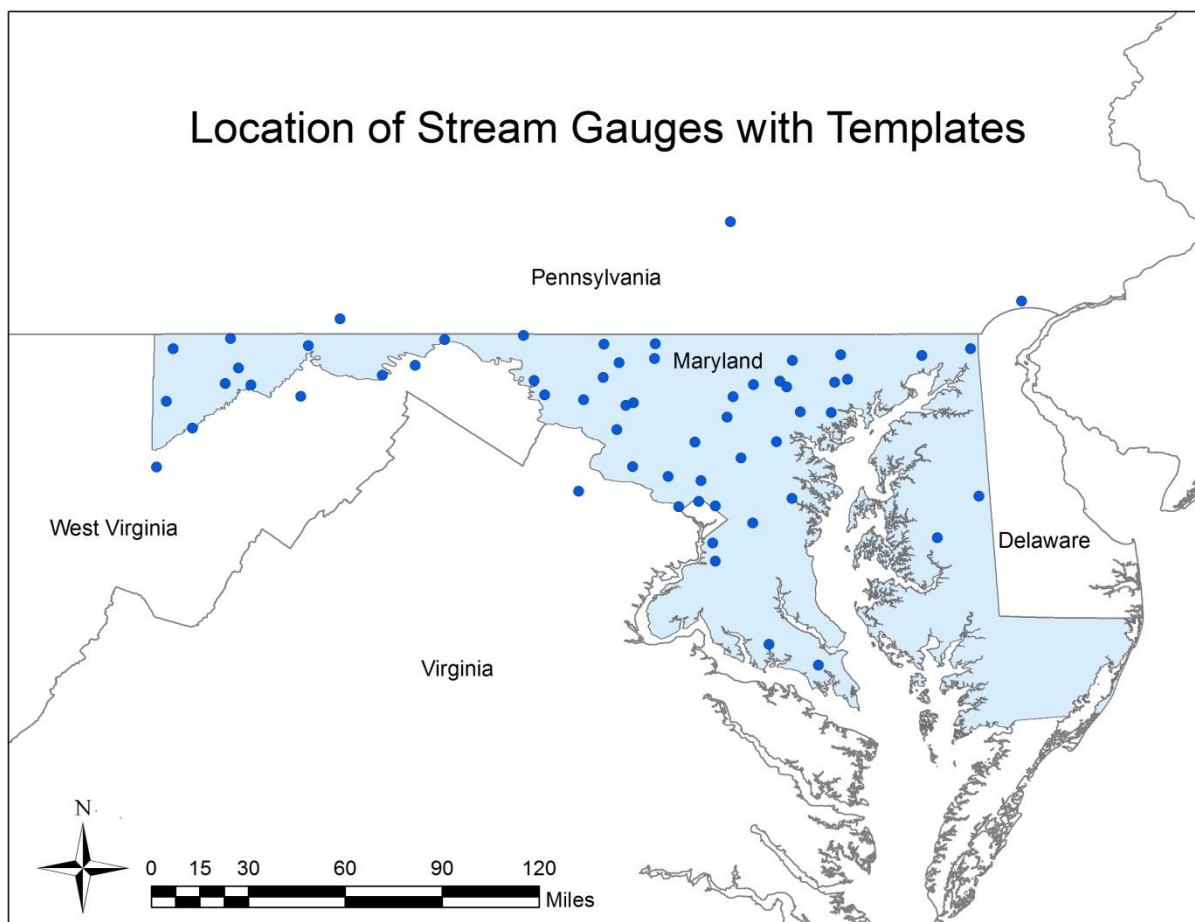 Location of Stream Gauges with Templates
Pennsylvania
Maryland
West Virginia
Delaware
Virginia
N
0 15 30 60 90 120
Miles